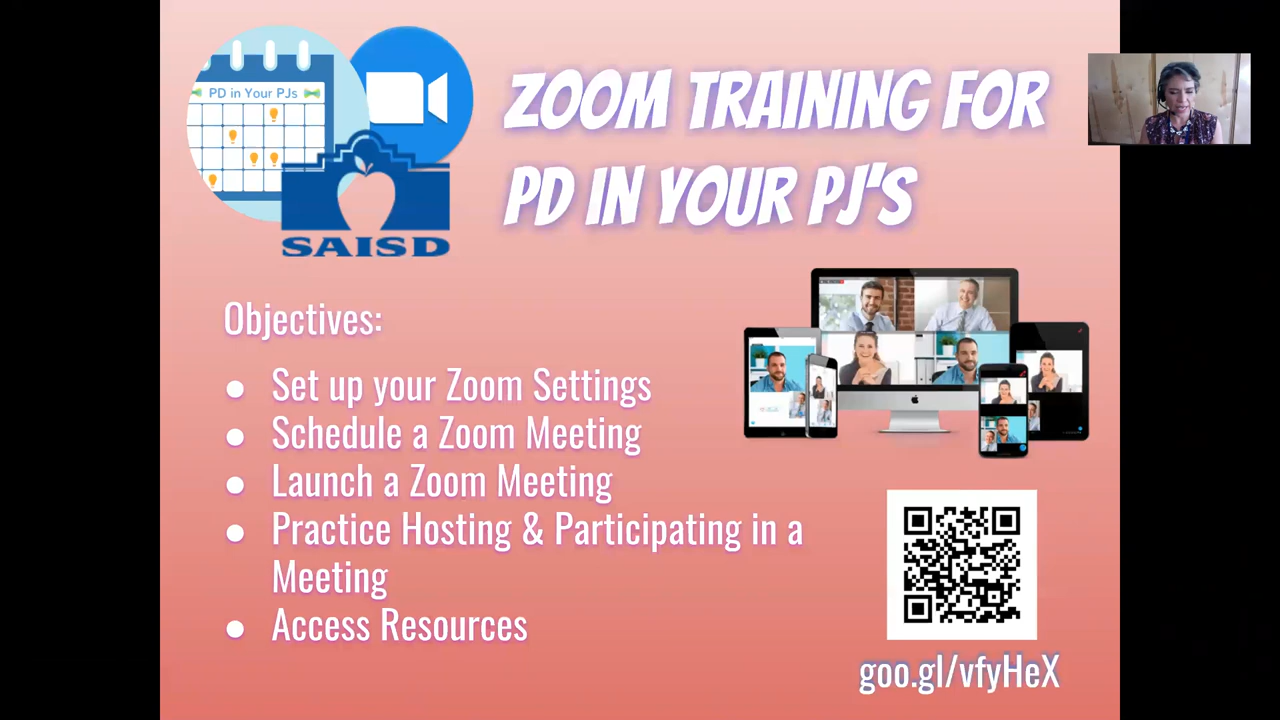 PD in Your PJs
SAISD
ZOOM TRAINING FOR
PD IN YOUR PJ'S
Objectives:
● Set up your Zoom Settings
● Schedule a Zoom Meeting
● Launch a Zoom Meeting
● Practice Hosting & Participating in a
Meeting
● Access Resources
goo.gl/vfyHeX